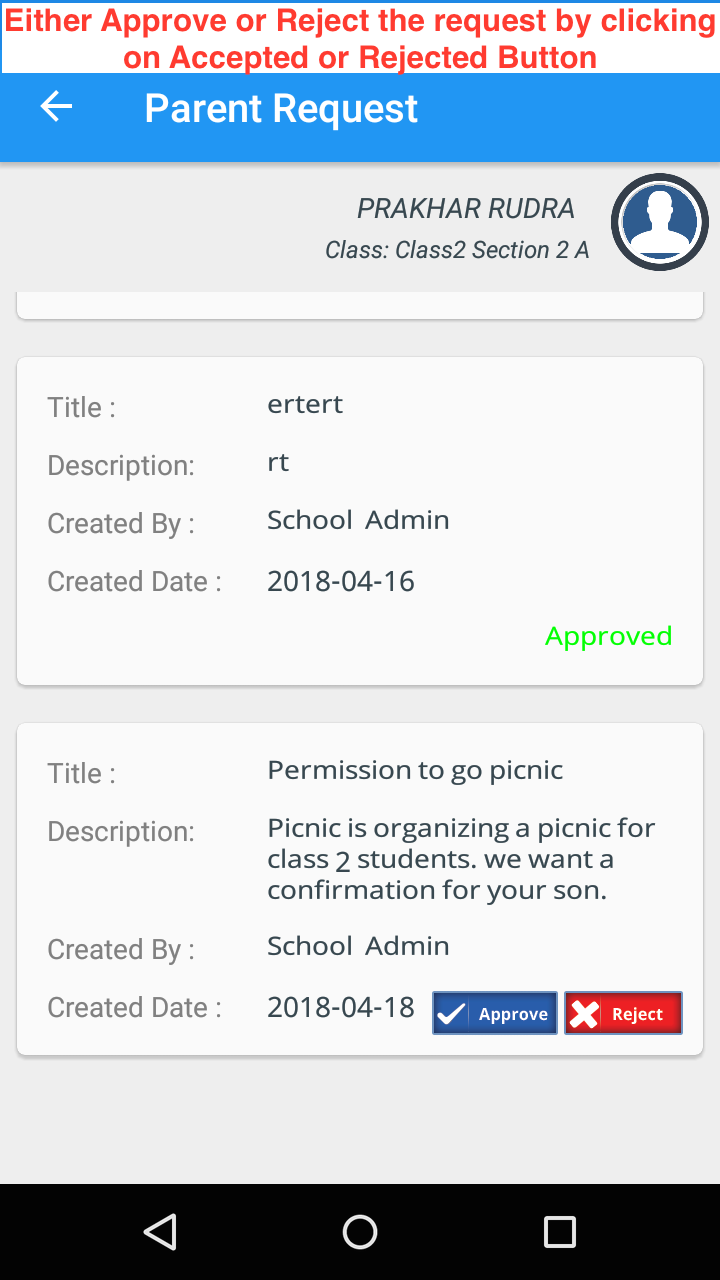 Either Approve or Reject the request by clicking
on Accepted or Rejected Button
Parent Request
PRAKHAR RUDRA
Class: Class2 Section 2 A
Title : ertert
Description: rt
Created By : School Admin
Created Date : 2018-04-16
Approved
Title : Permission to go picnic
Description: Picnic is organizing a picnic for
class 2 students. we want a
confirmation for your son.
Created By : School Admin
Created Date : 2018-04-18 Approve Reject